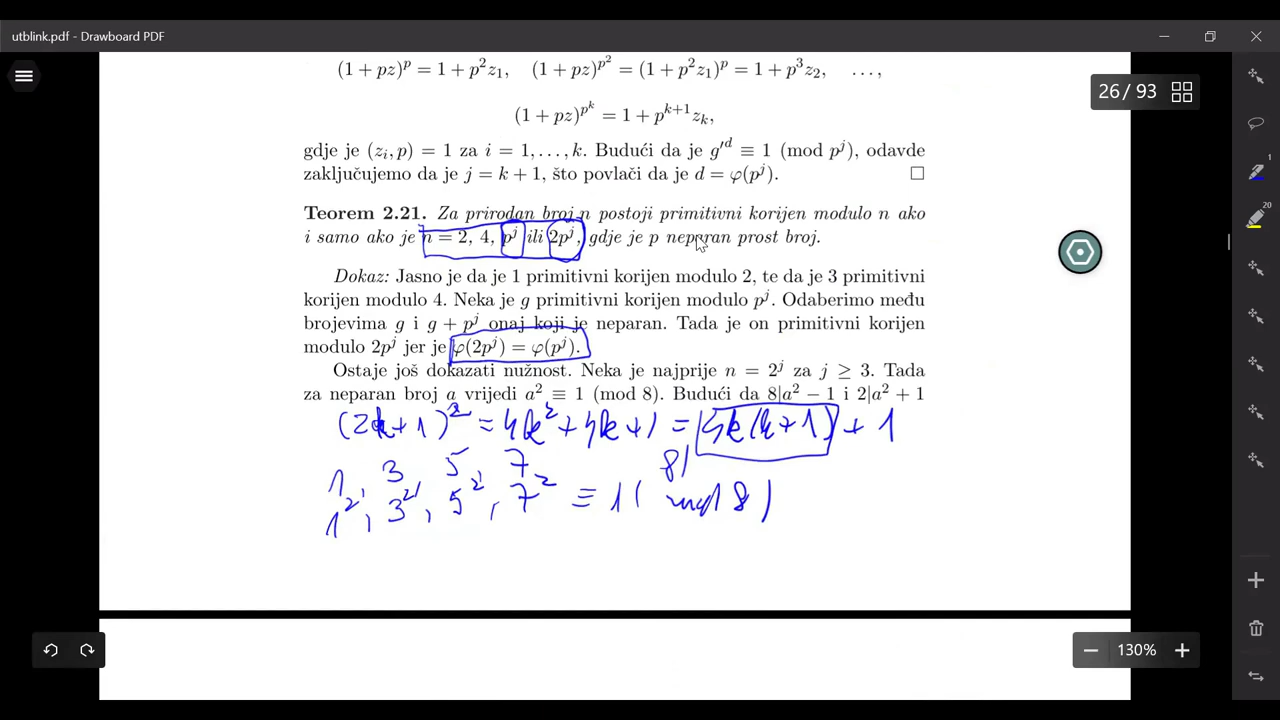 utblink.pdf - Drawboard PDF
26 / 93
(1 + pz)^p = 1 + p^2z_1, (1 + pz)^{p^2} = (1 + p^2z_1)^p = 1 + p^3z_2, ...,
(1 + pz)^{p^k} = 1 + p^{k+1}z_k,
gdje je (z_i, p) = 1 za i = 1, ..., k. Budući da je g'^d ≡ 1 (mod p^j), odavde
zaključujemo da je j = k + 1, što povlači da je d = φ(p^j). □
Teorem 2.21. Za prirodan broj n postoji primitivni korijen modulo n ako
i samo ako je n = 2, 4, p^j ili 2p^j, gdje je p neparan prost broj.
Dokaz: Jasno je da je 1 primitivni korijen modulo 2, te da je 3 primitivni
korijen modulo 4. Neka je g primitivni korijen modulo p^j. Odaberimo među
brojevima g i g + p^j onaj koji je neparan. Tada je on primitivni korijen
modulo 2p^j jer je φ(2p^j) = φ(p^j).
Ostaje još dokazati nužnost. Neka je najprije n = 2^j za j ≥ 3. Tada
za neparan broj a vrijedi a^2 ≡ 1 (mod 8). Budući da 8|a^2 − 1 i 2|a^2 + 1
(2k+1)^2 = 4k^2 + 4k + 1 = 4k(k+1) + 1
8|
1, 3, 5, 7
1^2, 3^2, 5^2, 7^2 ≡ 1 (mod 8)
130%